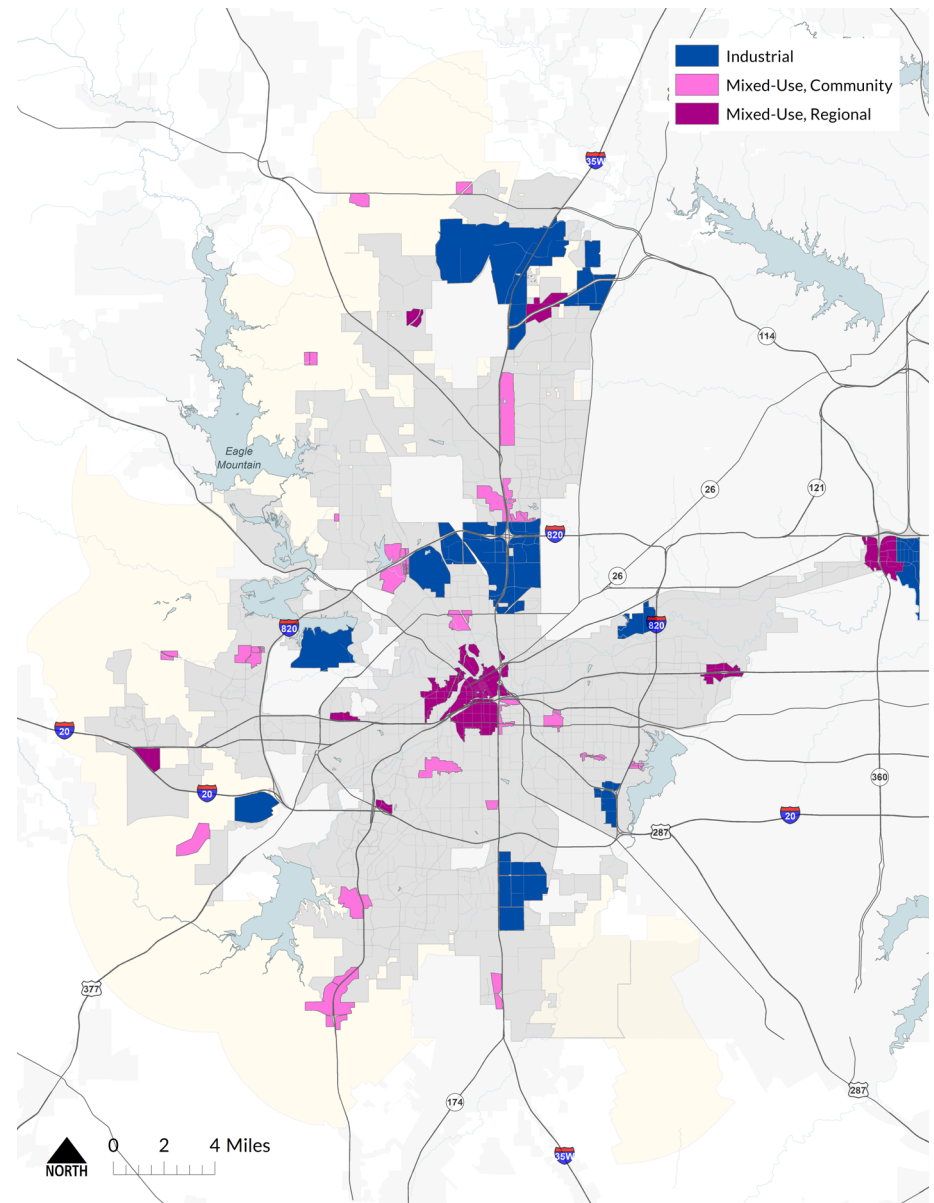 Industrial
Mixed-Use, Community
Mixed-Use, Regional
35W
114
Eagle
Mountain
26
121
820
26
820
820
20
360
20
20
287
377
287
174
35W
0 2 4 Miles
NORTH